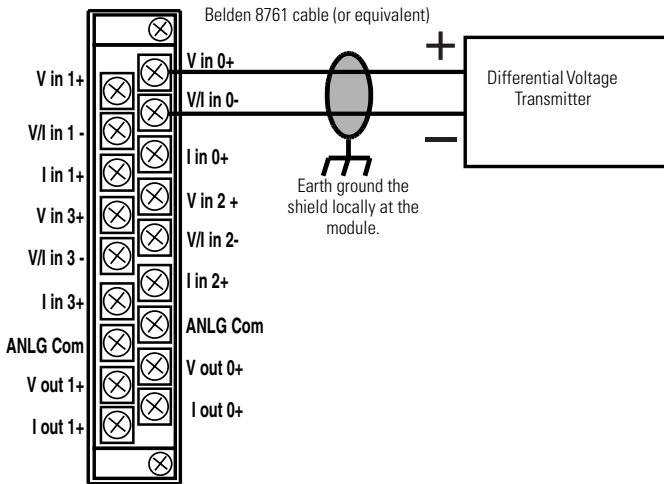 Belden 8761 cable (or equivalent)
V in 0+
V in 1+
V/I in 0-
V/I in 1 -
I in 0+
I in 1+
V in 2 +
V in 3+
V/I in 2-
V/I in 3 -
I in 2+
I in 3+
ANLG Com
ANLG Com
V out 0+
V out 1+
I out 0+
I out 1+
+
−
Differential Voltage
Transmitter
Earth ground the
shield locally at the
module.